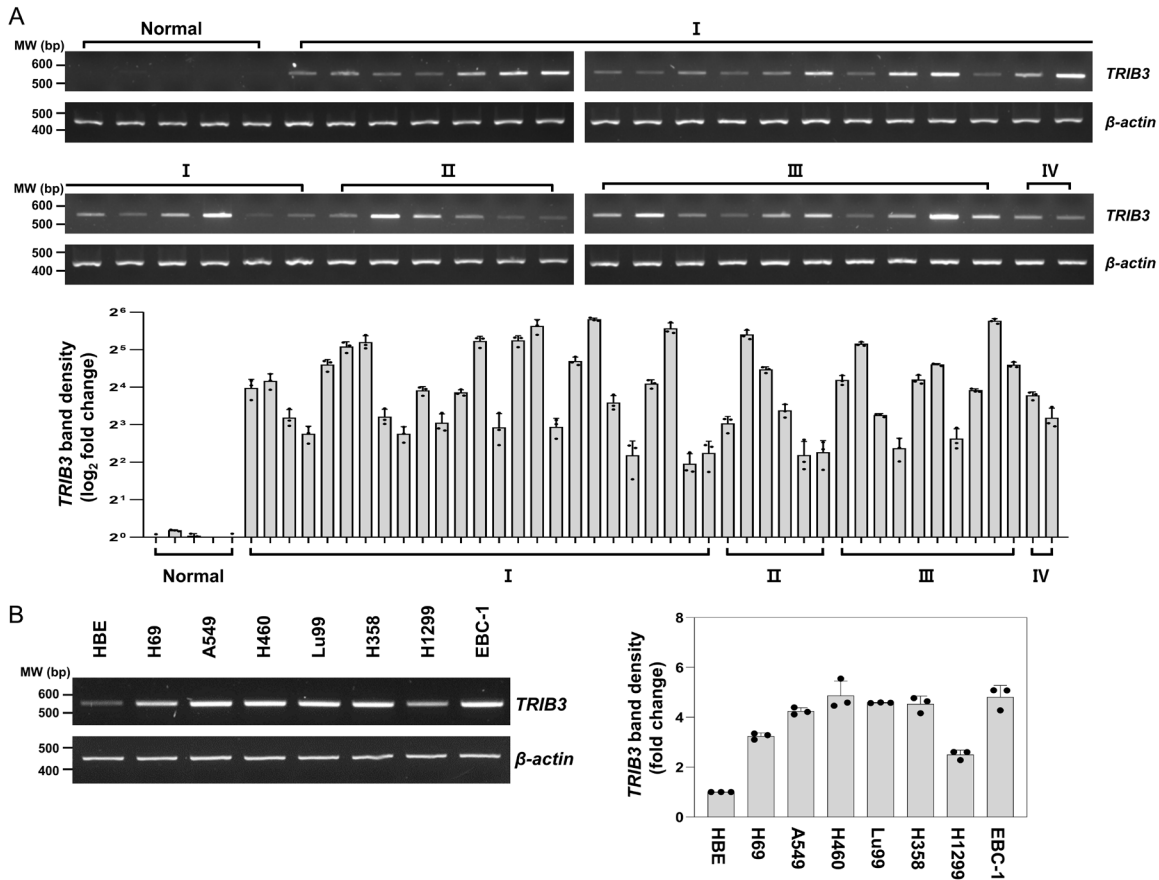 A
Normal Ⅰ
MW (bp)
600
500
TRIB3
500
400
β-actin
Ⅰ Ⅱ Ⅲ Ⅳ
MW (bp)
600
500
TRIB3
500
400
β-actin
TRIB3 band density
(log₂ fold change)
2⁶
2⁵
2⁴
2³
2²
2¹
2⁰
Normal Ⅰ Ⅱ Ⅲ Ⅳ
B
HBE H69 A549 H460 Lu99 H358 H1299 EBC-1
MW (bp)
600
500
TRIB3
500
400
β-actin
TRIB3 band density
(fold change)
8
6
4
2
0
HBE H69 A549 H460 Lu99 H358 H1299 EBC-1